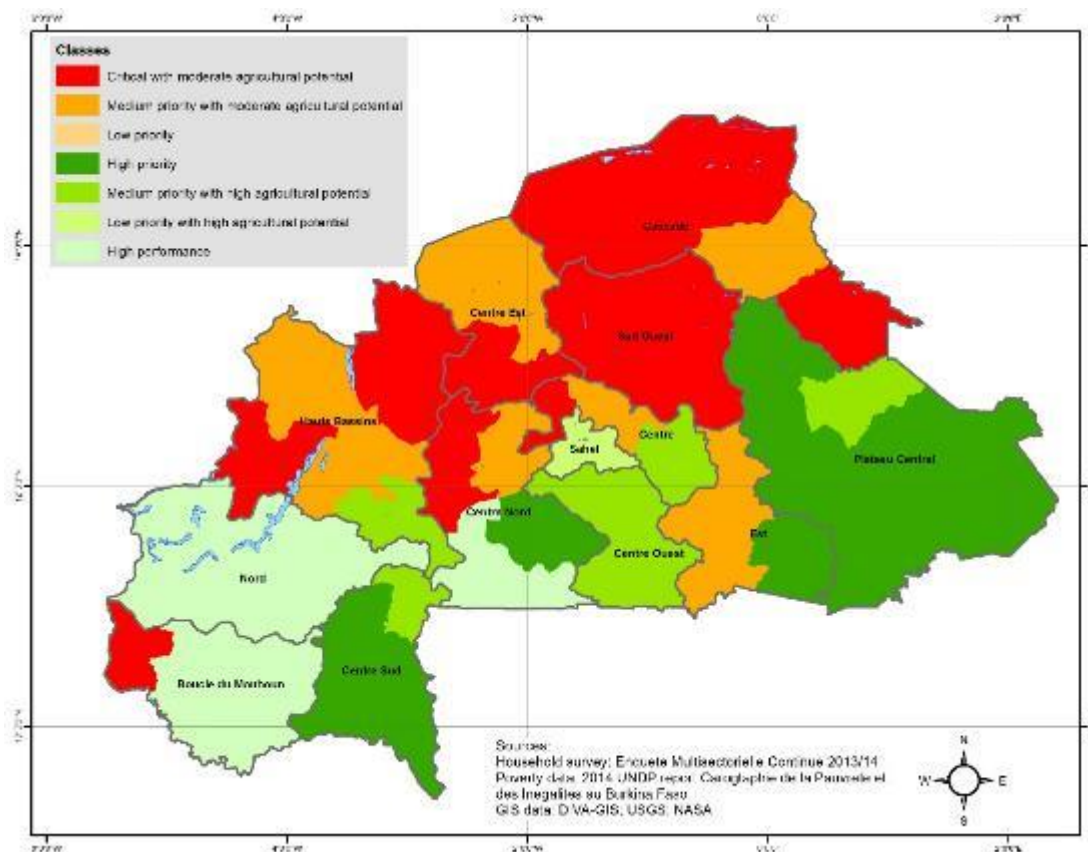 Classes
Critical with moderate agricultural potential
Medium priority with moderate agricultural potential
Low priority
High priority
Medium priority with high agricultural potential
Low priority with high agricultural potential
High performance
Centre Est
Sud Ouest
Hauts Bassins
Centre
Sahel
Plateau Central
Centre Nord
Est
Centre Ouest
Nord
Centre Sud
Boucle du Mouhoun
Sources:
Household survey: Enquete Multisectorielle Continue 2013/14
Poverty data: 2014 UNDP report Carogtaphie de la Pauvrete et
des Inegalites au Burkina Faso
GIS data: DIVA-GIS; USGS; NASA
N
W
E
S